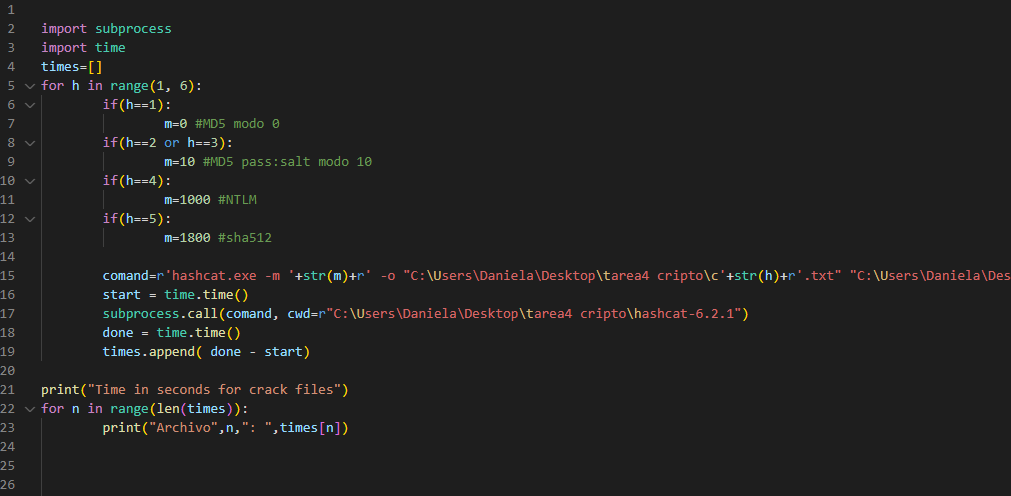 1
2 import subprocess
3 import time
4 times=[]
5 for h in range(1, 6):
6 if(h==1):
7 m=0 #MD5 modo 0
8 if(h==2 or h==3):
9 m=10 #MD5 pass:salt modo 10
10 if(h==4):
11 m=1000 #NTLM
12 if(h==5):
13 m=1800 #sha512
14
15 comand=r'hashcat.exe -m '+str(m)+r' -o "C:\Users\Daniela\Desktop\tarea4 cripto\c'+str(h)+r'.txt" "C:\Users\Daniela\Des
16 start = time.time()
17 subprocess.call(comand, cwd=r"C:\Users\Daniela\Desktop\tarea4 cripto\hashcat-6.2.1")
18 done = time.time()
19 times.append( done - start)
20
21 print("Time in seconds for crack files")
22 for n in range(len(times)):
23 print("Archivo",n,": ",times[n])
24
25
26